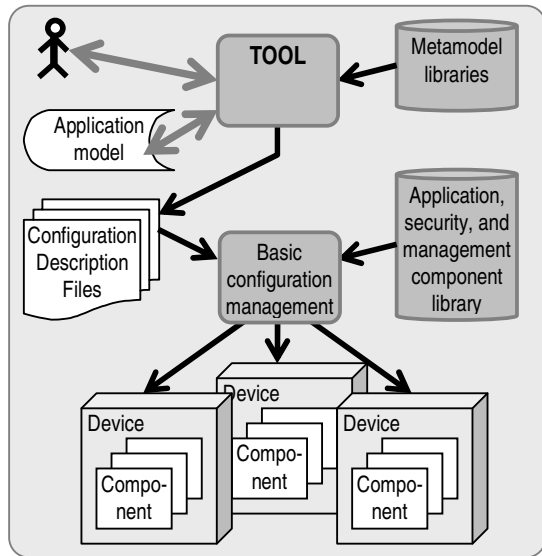 TOOL
Metamodel
libraries
Application
model
Configuration
Description
Files
Basic
configuration
management
Application,
security, and
management
component
library
Device
Compo-
nent
Device
Compo-
nent
Device
Compo-
nent